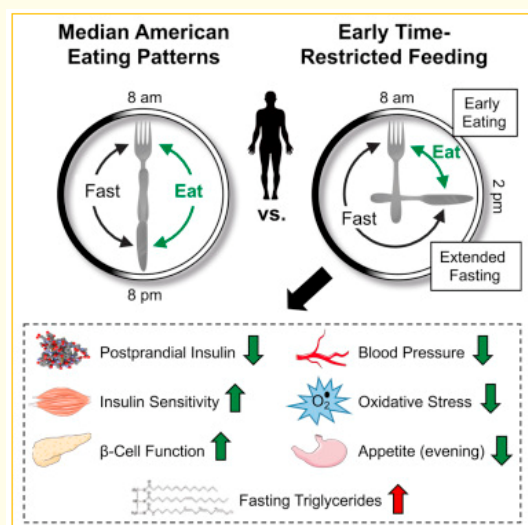 Median American
Eating Patterns
Early Time-
Restricted Feeding
8 am
Fast
Eat
8 pm
vs.
8 am
Early
Eating
Eat
2 pm
Fast
Extended
Fasting
Postprandial Insulin
Blood Pressure
Insulin Sensitivity
O₂
Oxidative Stress
β-Cell Function
Appetite (evening)
Fasting Triglycerides